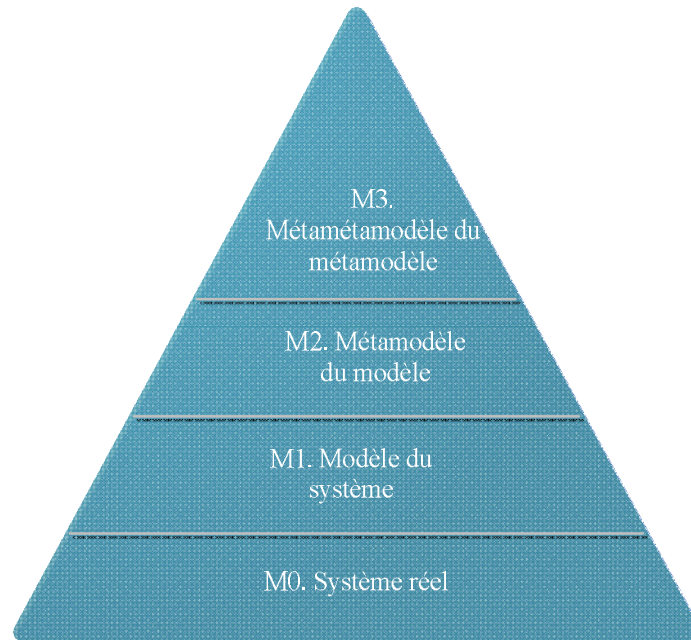 M3.
Métamétamodèle du
métamodèle
M2. Métamodèle
du modèle
M1. Modèle du
système
M0. Système réel